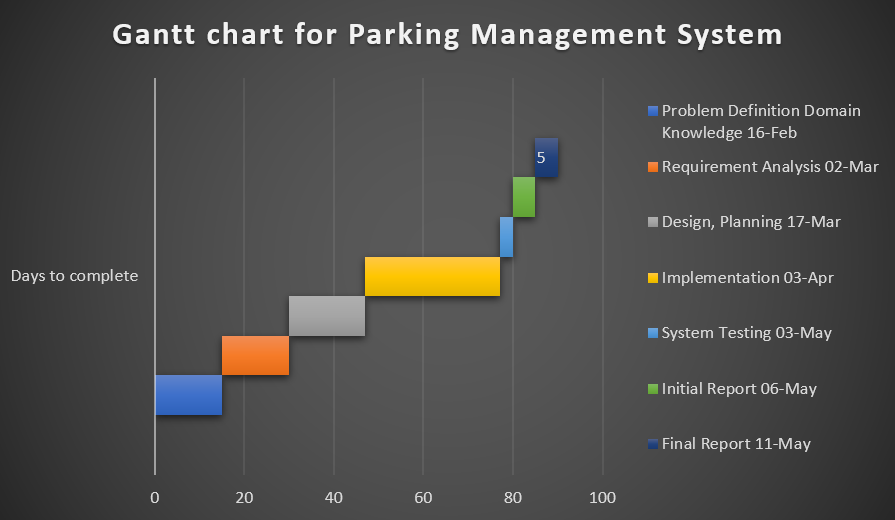 Gantt chart for Parking Management System
Problem Definition Domain
Knowledge 16-Feb
5
Requirement Analysis 02-Mar
Design, Planning 17-Mar
Days to complete
Implementation 03-Apr
System Testing 03-May
Initial Report 06-May
Final Report 11-May
0 20 40 60 80 100